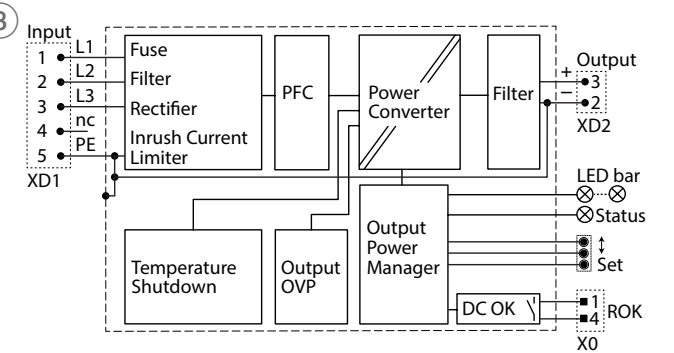 3
Input
1 L1
2 L2
3 L3
4 nc
5 PE
XD1
Fuse
Filter
Rectifier
Inrush Current
Limiter
PFC
Power
Converter
Filter
Output
+ 3
− 2
XD2
LED bar
Status
Set
Temperature
Shutdown
Output
OVP
Output
Power
Manager
DC OK
1
4
ROK
X0